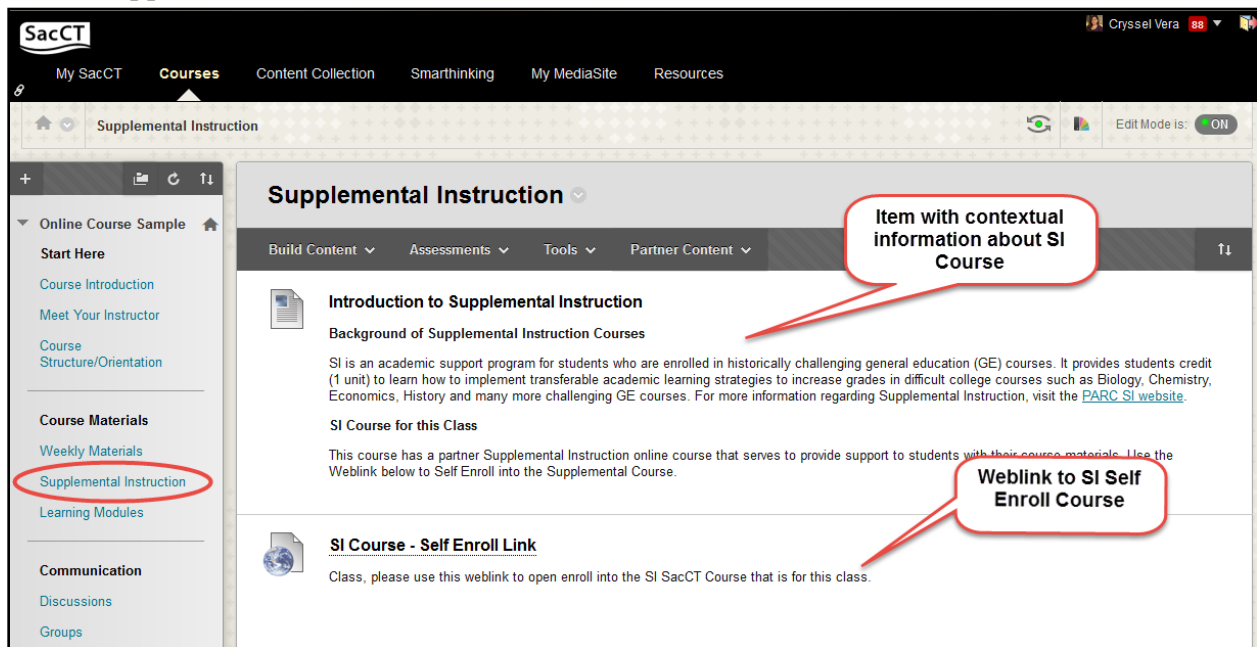 SacCT
Cryssel Vera 88
My SacCT Courses Content Collection Smarthinking My MediaSite Resources
Supplemental Instruction
Edit Mode is: ON
Online Course Sample
Start Here
Course Introduction
Meet Your Instructor
Course
Structure/Orientation
Course Materials
Weekly Materials
Supplemental Instruction
Learning Modules
Communication
Discussions
Groups
Supplemental Instruction
Build Content Assessments Tools Partner Content
Item with contextual
information about SI
Course
Introduction to Supplemental Instruction
Background of Supplemental Instruction Courses
SI is an academic support program for students who are enrolled in historically challenging general education (GE) courses. It provides students credit
(1 unit) to learn how to implement transferable academic learning strategies to increase grades in difficult college courses such as Biology, Chemistry,
Economics, History and many more challenging GE courses. For more information regarding Supplemental Instruction, visit the PARC SI website.
SI Course for this Class
This course has a partner Supplemental Instruction online course that serves to provide support to students with their course materials. Use the
Weblink below to Self Enroll into the Supplemental Course.
Weblink to SI Self
Enroll Course
SI Course - Self Enroll Link
Class, please use this weblink to open enroll into the SI SacCT Course that is for this class.